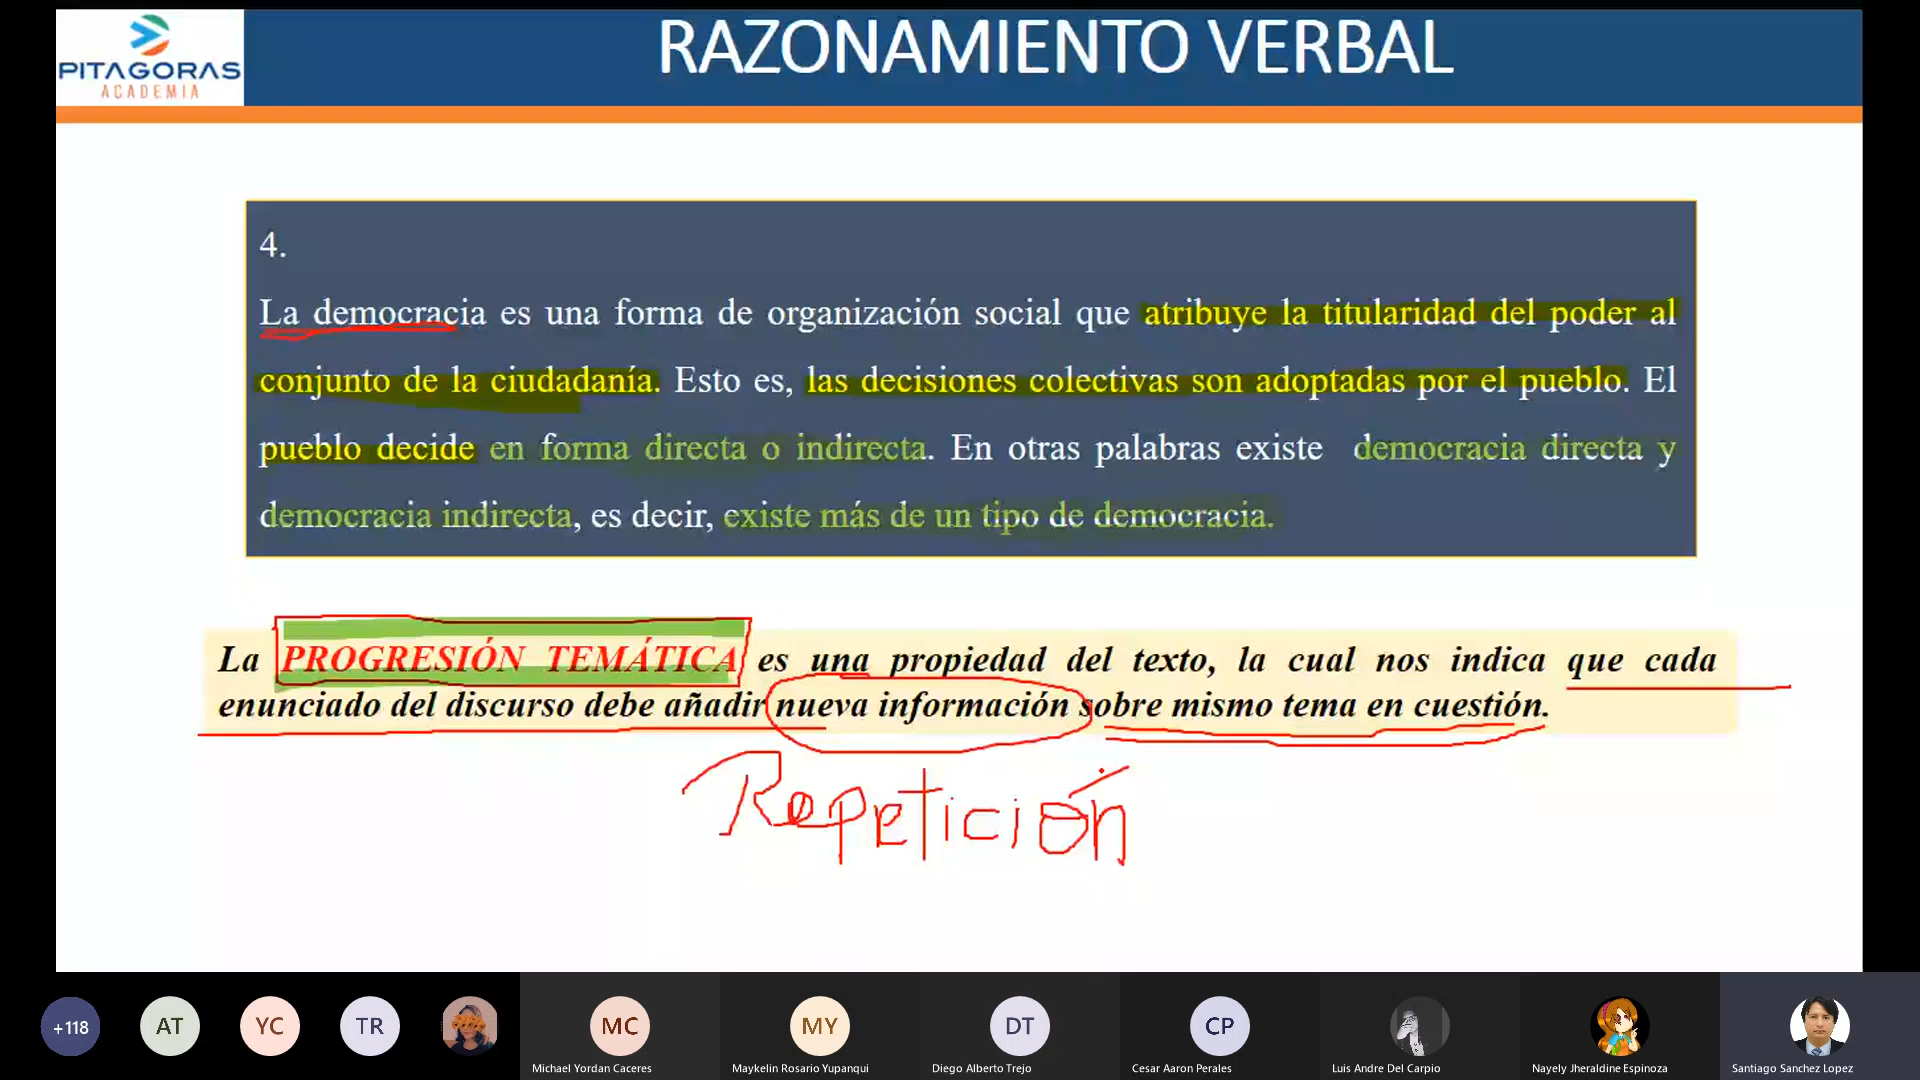 PITAGORAS
ACADEMIA
RAZONAMIENTO VERBAL
4.
La democracia es una forma de organización social que atribuye la titularidad del poder al
conjunto de la ciudadanía. Esto es, las decisiones colectivas son adoptadas por el pueblo. El
pueblo decide en forma directa o indirecta. En otras palabras existe democracia directa y
democracia indirecta, es decir, existe más de un tipo de democracia.
La PROGRESIÓN TEMÁTICA es una propiedad del texto, la cual nos indica que cada
enunciado del discurso debe añadir nueva información sobre mismo tema en cuestión.
Repetición
+118
AT
YC
TR
MC
MY
DT
CP
Michael Yordan Caceres
Maykelin Rosario Yupanqui
Diego Alberto Trejo
Cesar Aaron Perales
Luis Andre Del Carpio
Nayely Jheraldine Espinoza
Santiago Sanchez Lopez